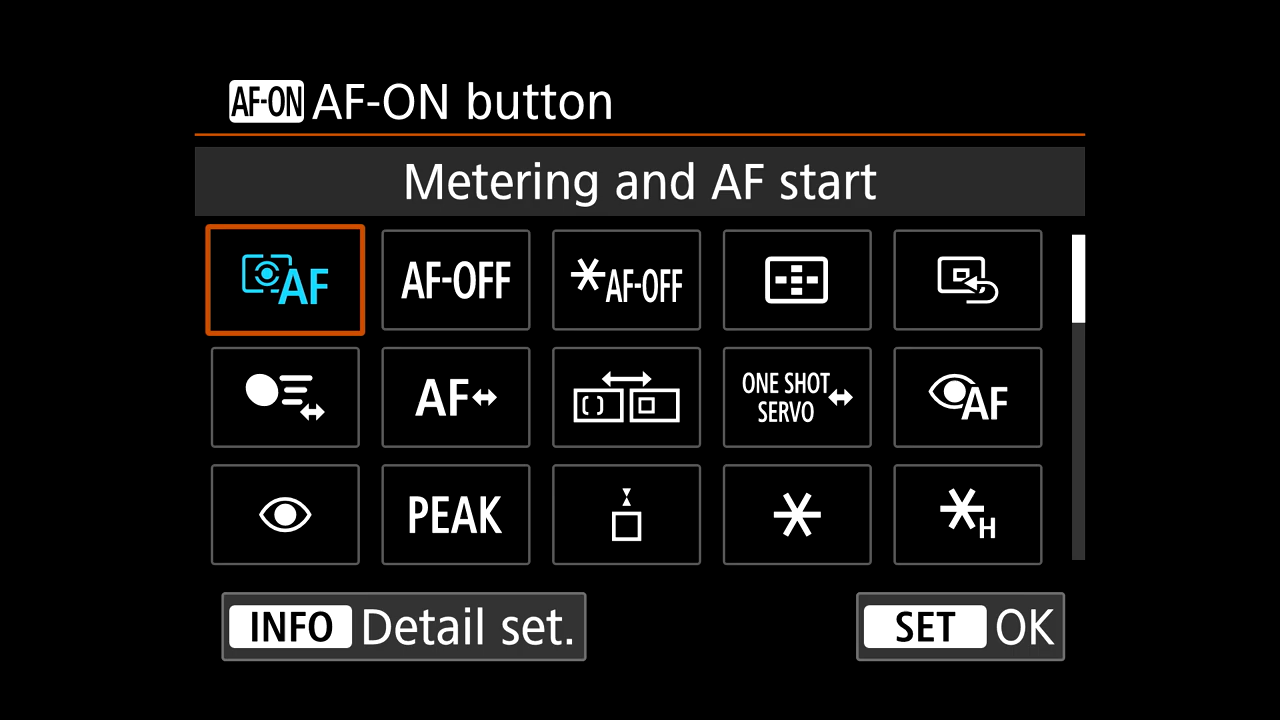 AF-ON AF-ON button
Metering and AF start
AF AF-OFF *AF-OFF
AF ONE SHOT AF
SERVO
PEAK * *H
INFO Detail set. SET OK